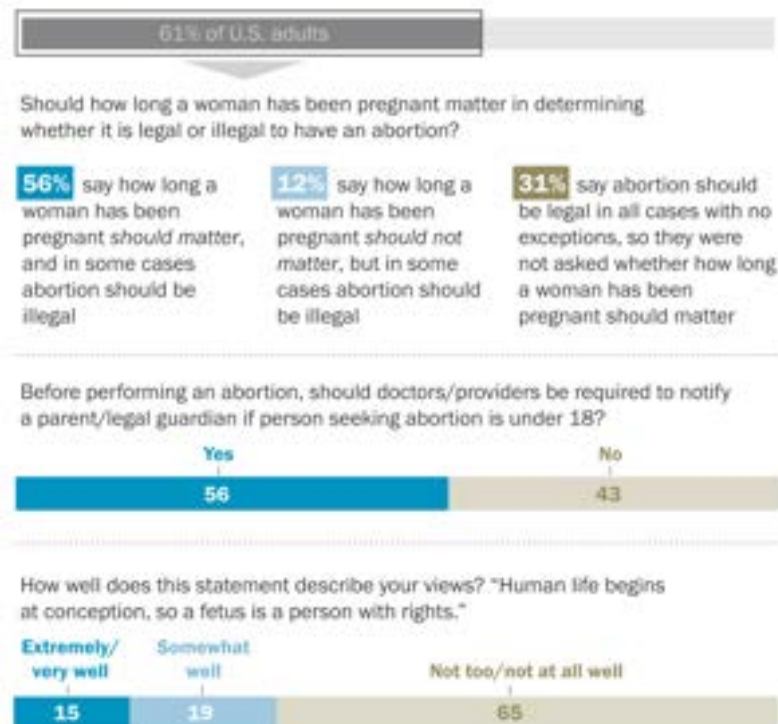 61% of U.S. adults
Should how long a woman has been pregnant matter in determining
whether it is legal or illegal to have an abortion?
56% say how long a
woman has been
pregnant should matter,
and in some cases
abortion should be
illegal
12% say how long a
woman has been
pregnant should not
matter, but in some
cases abortion should
be illegal
31% say abortion should
be legal in all cases with no
exceptions, so they were
not asked whether how long
a woman has been
pregnant should matter
Before performing an abortion, should doctors/providers be required to notify
a parent/legal guardian if person seeking abortion is under 18?
Yes No
56 43
How well does this statement describe your views? "Human life begins
at conception, so a fetus is a person with rights."
Extremely/ Somewhat
very well well Not too/not at all well
15 19 65